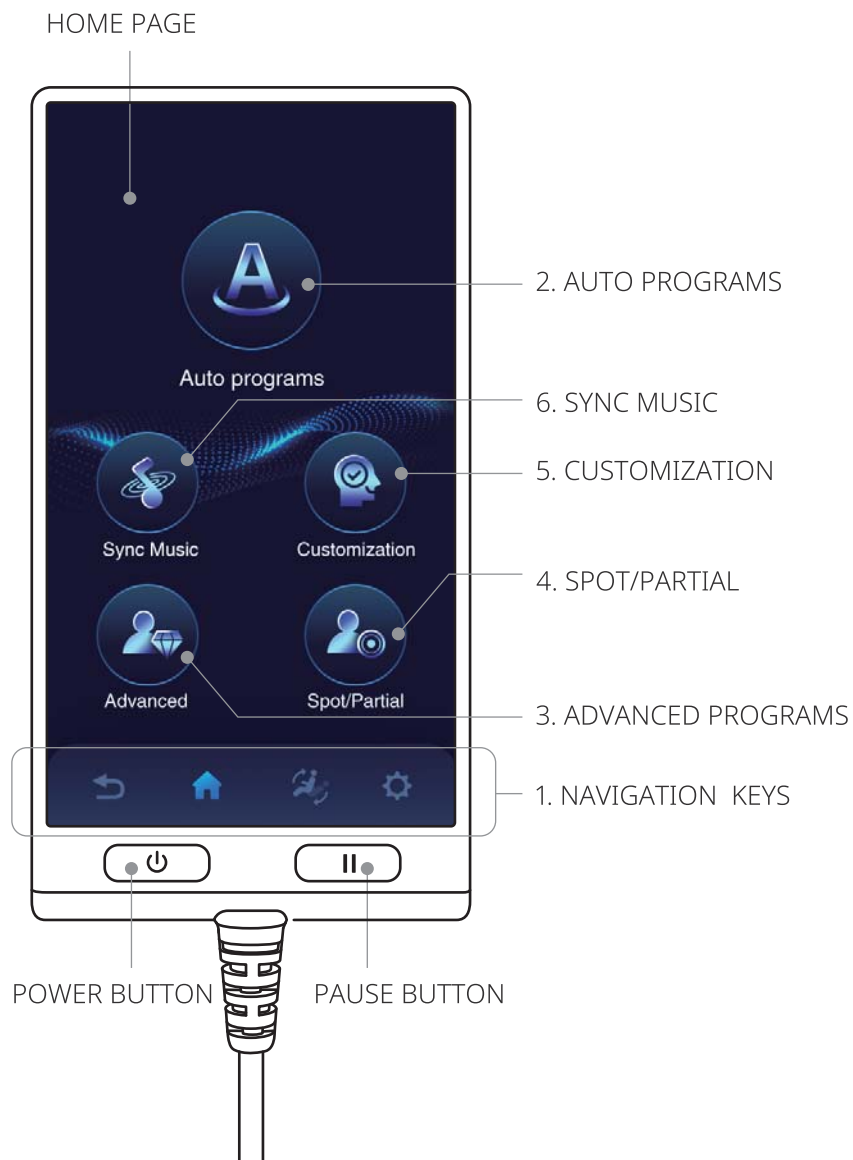 HOME PAGE
2. AUTO PROGRAMS
Auto programs
6. SYNC MUSIC
5. CUSTOMIZATION
Sync Music
Customization
4. SPOT/PARTIAL
Advanced
Spot/Partial
3. ADVANCED PROGRAMS
1. NAVIGATION KEYS
POWER BUTTON
PAUSE BUTTON